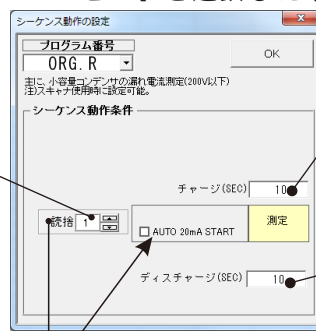 シーケンス動作の設定
プログラム番号
ORG. R
OK
主に、小容量コンデンサの漏れ電流測定(200V以下)
注)スキャナ使用時に設定可能。
シーケンス動作条件
チャージ(SEC) 10
読捨 1
AUTO 20mA START
測定
ディスチャージ(SEC) 10